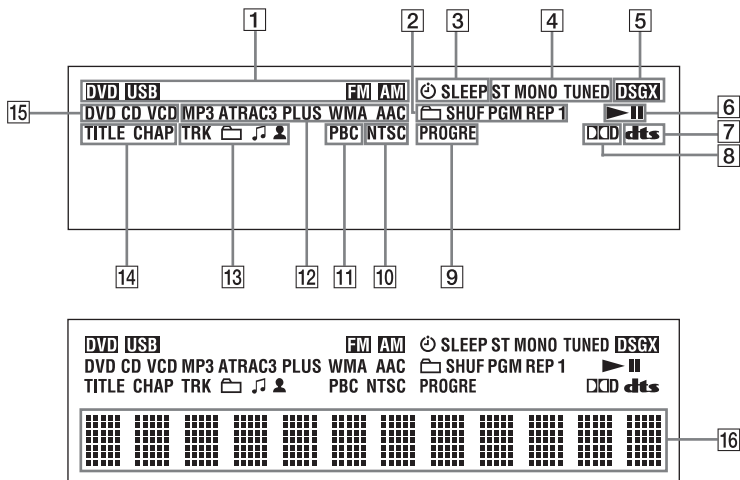 1 2 3 4 5
DVD USB FM AM SLEEP ST MONO TUNED DSGX
15 DVD CD VCD MP3 ATRAC3 PLUS WMA AAC SHUF PGM REP 1 6
TITLE CHAP TRK PBC NTSC PROGRE dts 7
8
14 13 12 11 10 9
DVD USB FM AM SLEEP ST MONO TUNED DSGX
DVD CD VCD MP3 ATRAC3 PLUS WMA AAC SHUF PGM REP 1
TITLE CHAP TRK PBC NTSC PROGRE dts
16